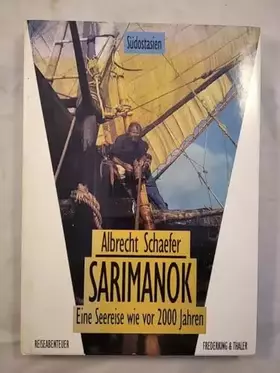 Südostasien
Albrecht Schaefer
SARIMANOK
Eine Seereise wie vor 2000 Jahren
REISEABENTEUER FREDERKING & THALER